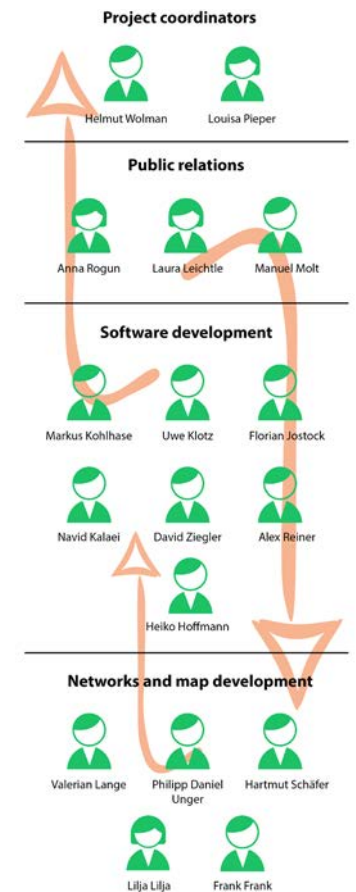 Project coordinators
Helmut Wolman
Louisa Pieper
Public relations
Anna Rogun
Laura Leichtle
Manuel Molt
Software development
Markus Kohlhase
Uwe Klotz
Florian Jostock
Navid Kalaei
David Ziegler
Alex Reiner
Heiko Hoffmann
Networks and map development
Valerian Lange
Philipp Daniel
Unger
Hartmut Schäfer
Lilja Lilja
Frank Frank